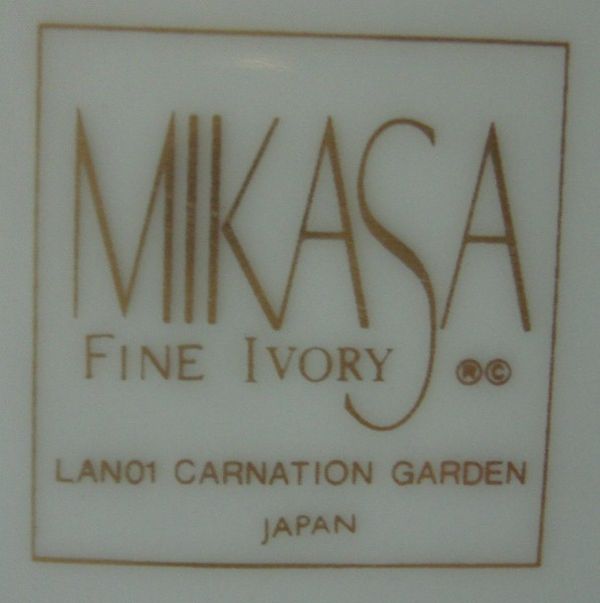 MIKASA
FINE IVORY ®©
LAN01 CARNATION GARDEN
JAPAN